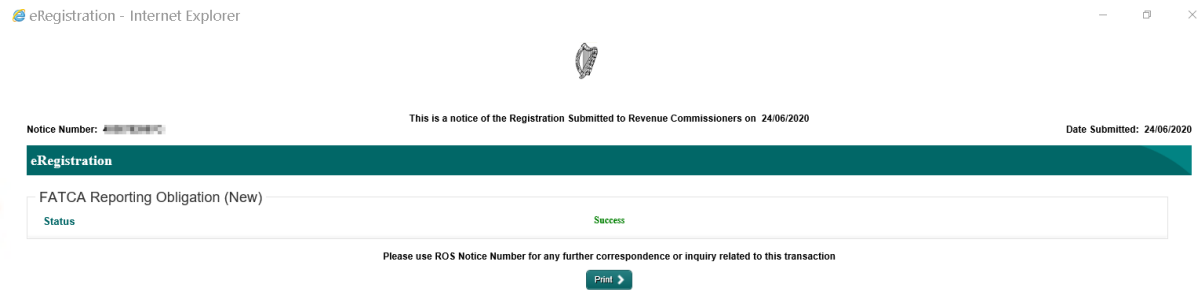 eRegistration - Internet Explorer
This is a notice of the Registration Submitted to Revenue Commissioners on 24/06/2020
Notice Number:
Date Submitted: 24/06/2020
eRegistration
FATCA Reporting Obligation (New)
Status Success
Please use ROS Notice Number for any further correspondence or inquiry related to this transaction
Print